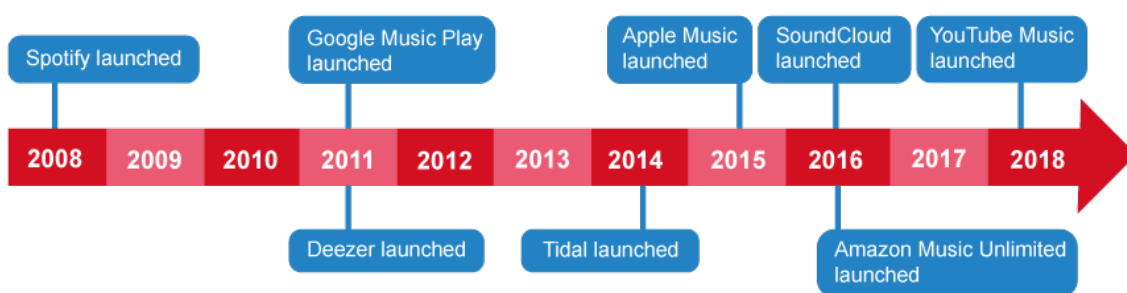 Spotify launched
Google Music Play
launched
Apple Music
launched
SoundCloud
launched
YouTube Music
launched
2008 2009 2010 2011 2012 2013 2014 2015 2016 2017 2018
Deezer launched
Tidal launched
Amazon Music Unlimited
launched